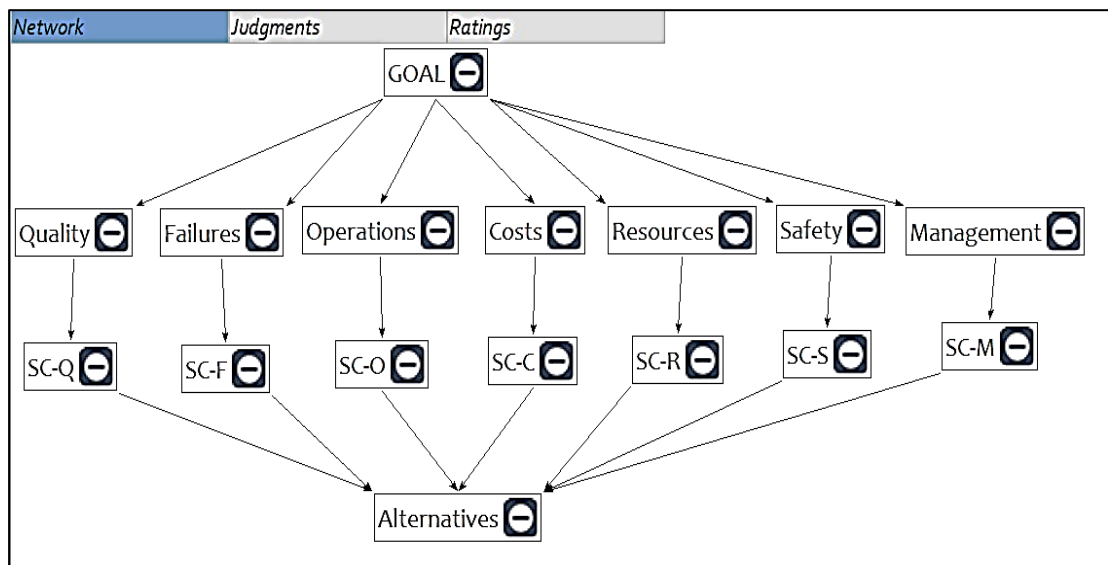 Network Judgments Ratings
GOAL
Quality Failures Operations Costs Resources Safety Management
SC-Q SC-F SC-O SC-C SC-R SC-S SC-M
Alternatives